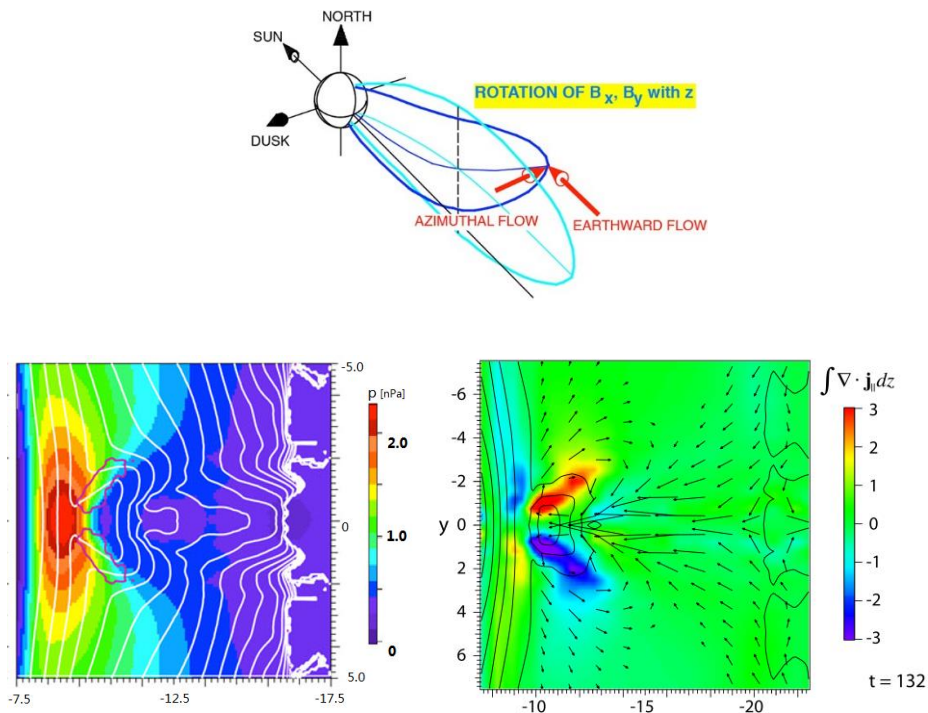 NORTH
SUN
ROTATION OF B x, B y with z
DUSK
AZIMUTHAL FLOW
EARTHWARD FLOW
-5.0
p [nPa]
2.0
0
1.0
0
5.0
-7.5
-12.5
-17.5
∫∇·j||dz
-6
3
-4
2
-2
1
y 0
0
2
-1
4
-2
6
-3
-10
-15
-20
t = 132